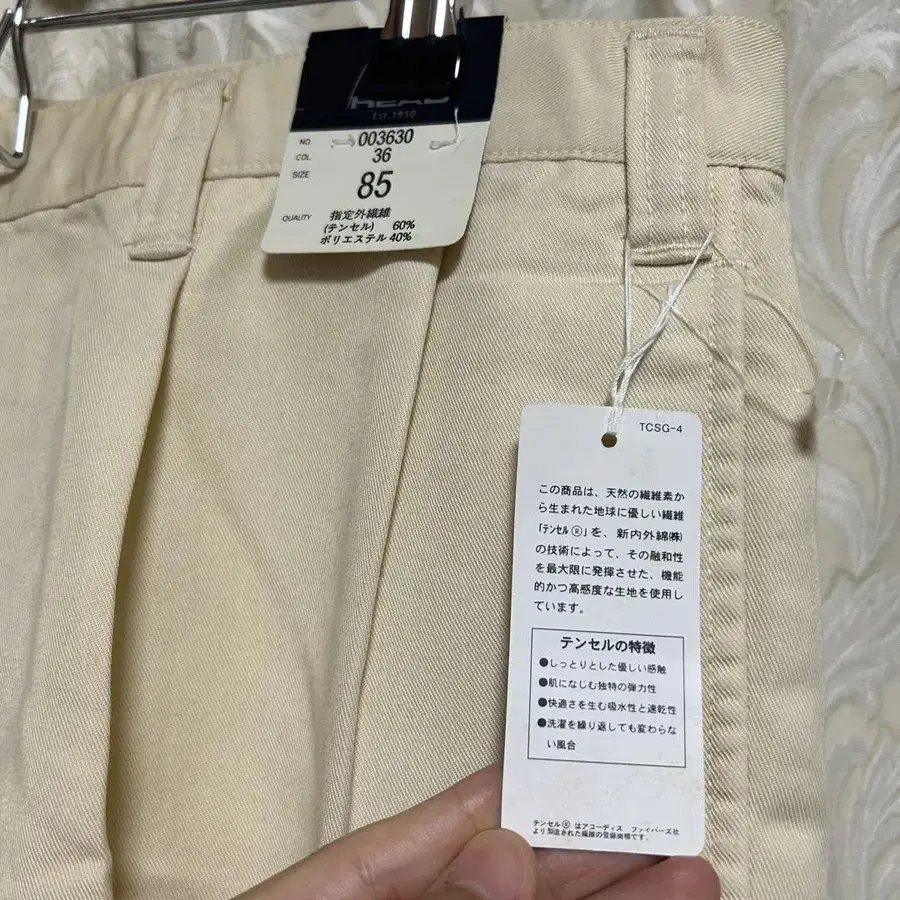 HEAD
Est. 1950
NO. 003630
COL. 36
SIZE 85
QUALITY 指定外繊維
(テンセル) 60%
ポリエステル 40%
TCSG-4
この商品は、天然の繊維素か
ら生まれた地球に優しい繊維
「テンセル®」を、新内外綿㈱
の技術によって、その融和性
を最大限に発揮させた、機能
的かつ高感度な生地を使用し
ています。
テンセルの特徴
●しっとりとした優しい感触
●肌になじむ独特の弾力性
●快適さを生む吸水性と速乾性
●洗濯を繰り返しても変わらな
い風合
テンセル® はアコーディス ファイバーズ社
より製造された繊維の登録商標です。